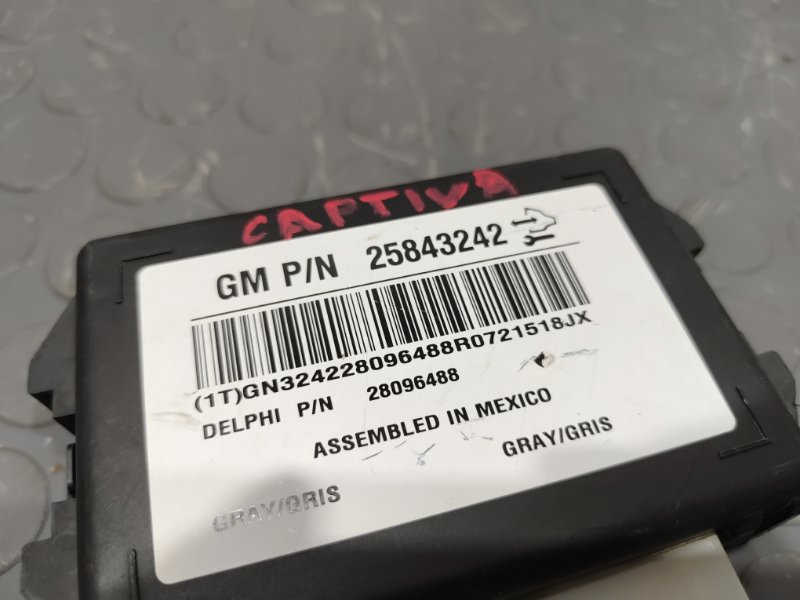 CAPTIVA
GM P/N 25843242
(1T)GN324228096488R0721518JX
DELPHI P/N 28096488
ASSEMBLED IN MEXICO
GRAY/GRIS
GRAY/GRIS